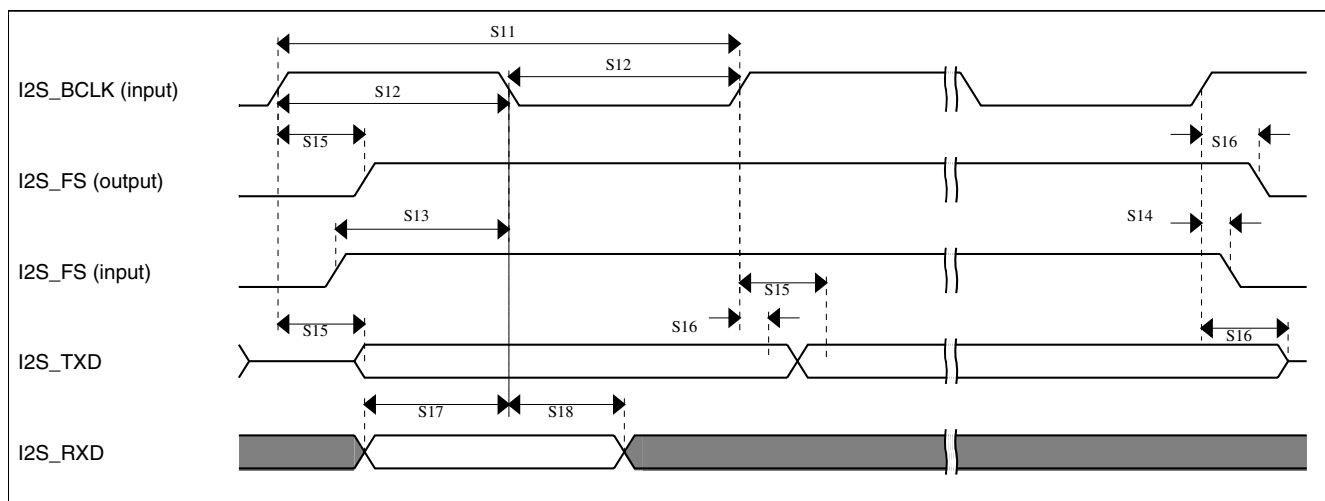 S11
I2S_BCLK (input)
S12
S12
S15
S16
I2S_FS (output)
S13
S14
I2S_FS (input)
S15
S15
S16
S16
I2S_TXD
S17
S18
I2S_RXD